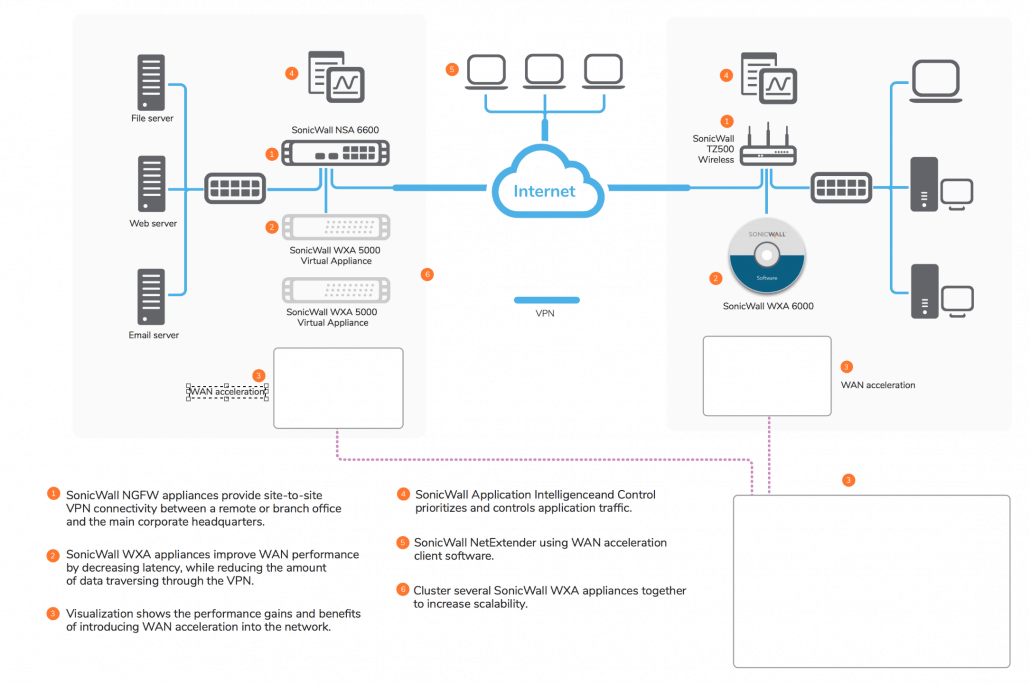 4
5
4
File server
SonicWall NSA 6600
1
1
SonicWall
TZ500
Wireless
Internet
Web server
2
SonicWall WXA 5000
Virtual Appliance
6
SONICWALL
Software
2
SonicWall WXA 6000
SonicWall WXA 5000
Virtual Appliance
VPN
Email server
3
WAN acceleration
3
WAN acceleration
3
1 SonicWall NGFW appliances provide site-to-site
VPN connectivity between a remote or branch office
and the main corporate headquarters.
2 SonicWall WXA appliances improve WAN performance
by decreasing latency, while reducing the amount
of data traversing through the VPN.
3 Visualization shows the performance gains and benefits
of introducing WAN acceleration into the network.
4 SonicWall Application Intelligenceand Control
prioritizes and controls application traffic.
5 SonicWall NetExtender using WAN acceleration
client software.
6 Cluster several SonicWall WXA appliances together
to increase scalability.